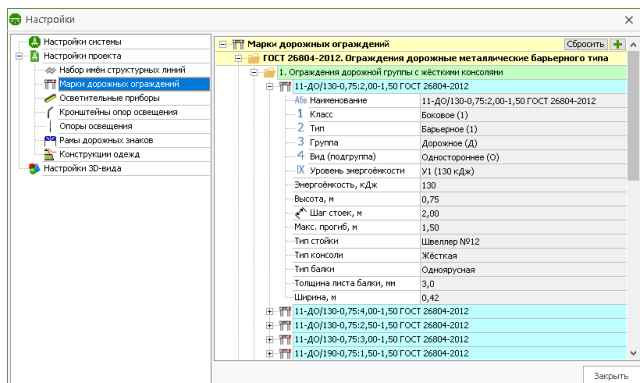 Настройки
Настройки системы
Настройки проекта
Набор имён структурных линий
Марки дорожных ограждений
Осветительные приборы
Кронштейны опор освещения
Опоры освещения
Рамы дорожных знаков
Конструкции одежд
Настройки 3D-вида
Марки дорожных ограждений Сбросить
ГОСТ 26804-2012. Ограждения дорожные металлические барьерного типа
1. Ограждения дорожной группы с жёсткими консолями
11-ДО/130-0,75:2,00-1,50 ГОСТ 26804-2012
Абв Наименование 11-ДО/130-0,75:2,00-1,50 ГОСТ 26804-2012
1 Класс Боковое (1)
2 Тип Барьерное (1)
3 Группа Дорожное (Д)
4 Вид (подгруппа) Одностороннее (О)
IX Уровень энергоёмкости У1 (130 кДж)
Энергоёмкость, кДж 130
Высота, м 0,75
Шаг стоек, м 2,00
Макс. прогиб, м 1,50
Тип стойки Швеллер №12
Тип консоли Жёсткая
Тип балки Одноярусная
Толщина листа балки, мм 3,0
Ширина, м 0,42
11-ДО/130-0,75:4,00-1,50 ГОСТ 26804-2012
11-ДО/130-0,75:2,50-1,50 ГОСТ 26804-2012
11-ДО/130-0,75:3,00-1,50 ГОСТ 26804-2012
11-ДО/190-0,75:1,50-1,50 ГОСТ 26804-2012
Закрыть